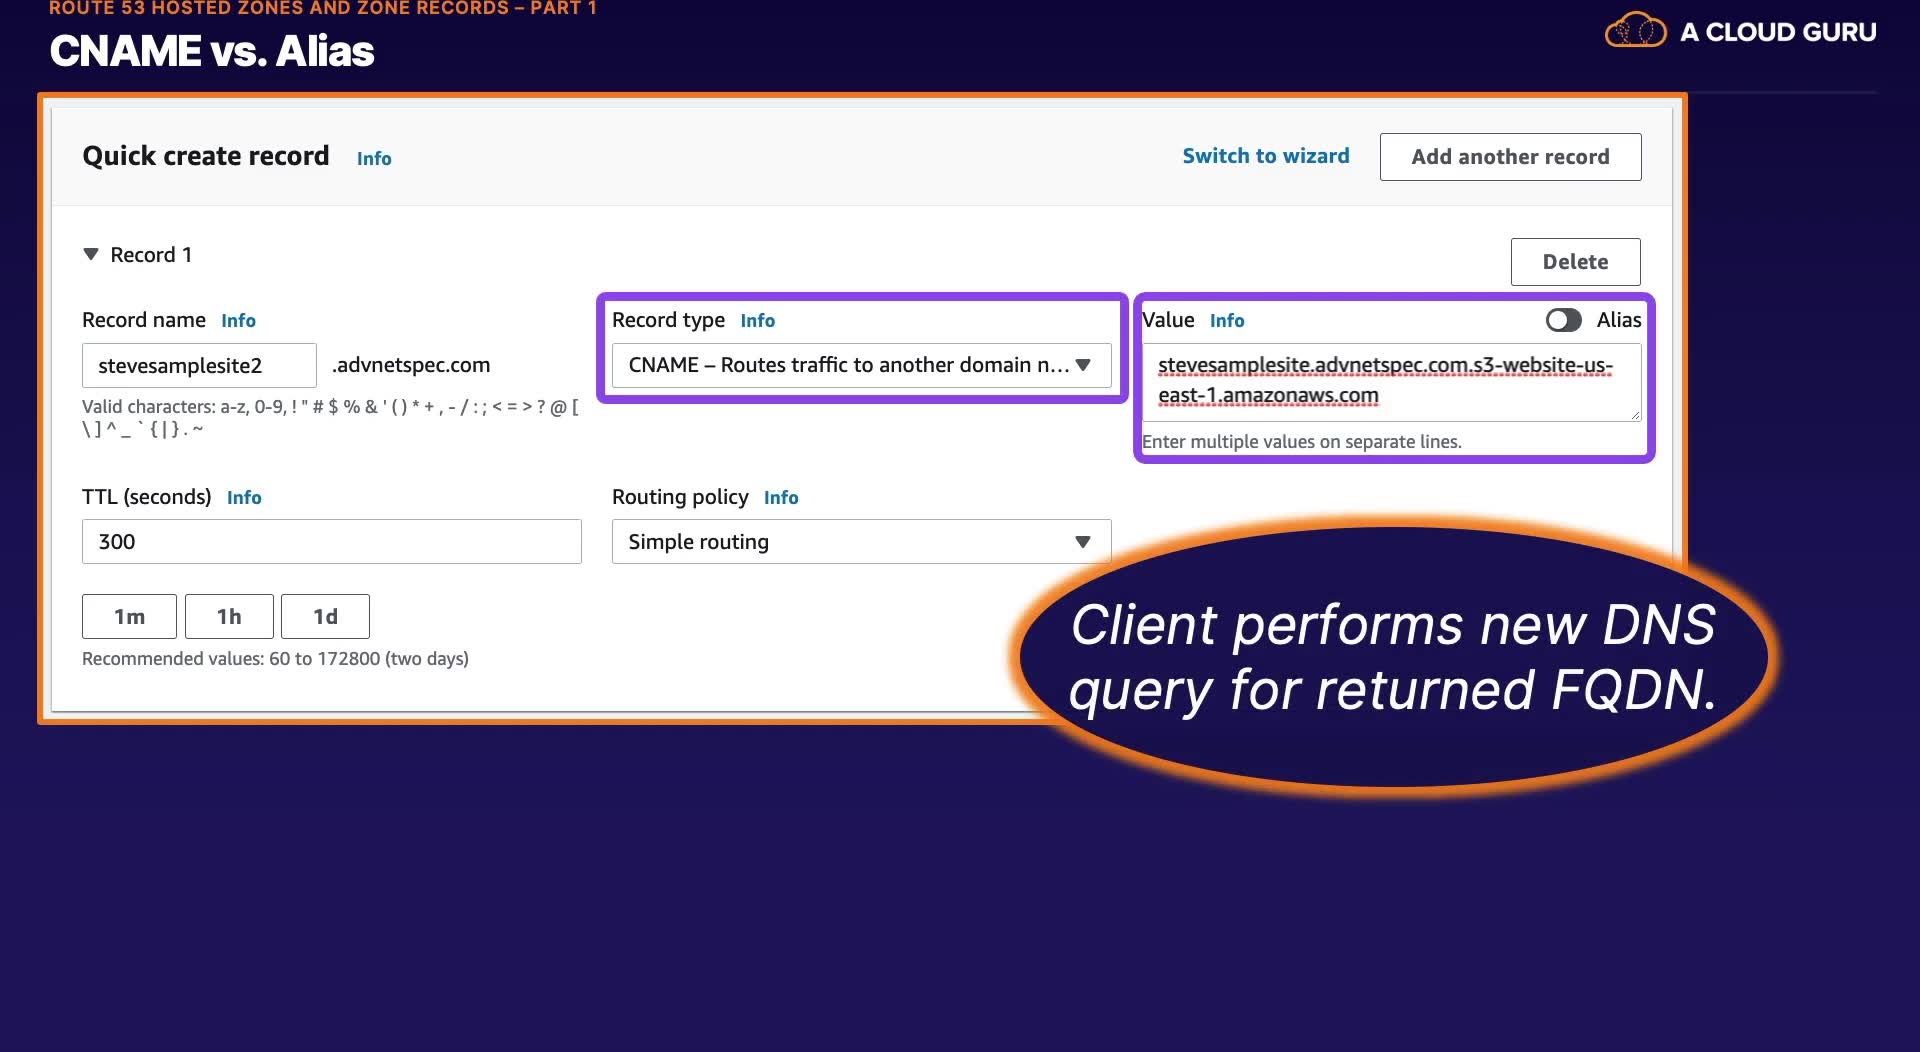 ROUTE 53 HOSTED ZONES AND ZONE RECORDS – PART 1
CNAME vs. Alias
A CLOUD GURU
Quick create record Info
Switch to wizard
Add another record
Record 1
Delete
Record name Info
stevesamplesite2 .advnetspec.com
Valid characters: a-z, 0-9, ! " # $ % & ' ( ) * + , - / : ; < = > ? @ [
\ ] ^ _ ` { | } . ~
Record type Info
CNAME – Routes traffic to another domain n...
Value Info
Alias
stevesamplesite.advnetspec.com.s3-website-us-
east-1.amazonaws.com
Enter multiple values on separate lines.
TTL (seconds) Info
300
1m 1h 1d
Recommended values: 60 to 172800 (two days)
Routing policy Info
Simple routing
Client performs new DNS
query for returned FQDN.